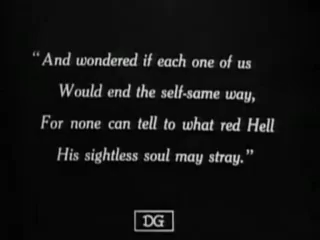 “And wondered if each one of us
Would end the self-same way,
For none can tell to what red Hell
His sightless soul may stray.”
DG